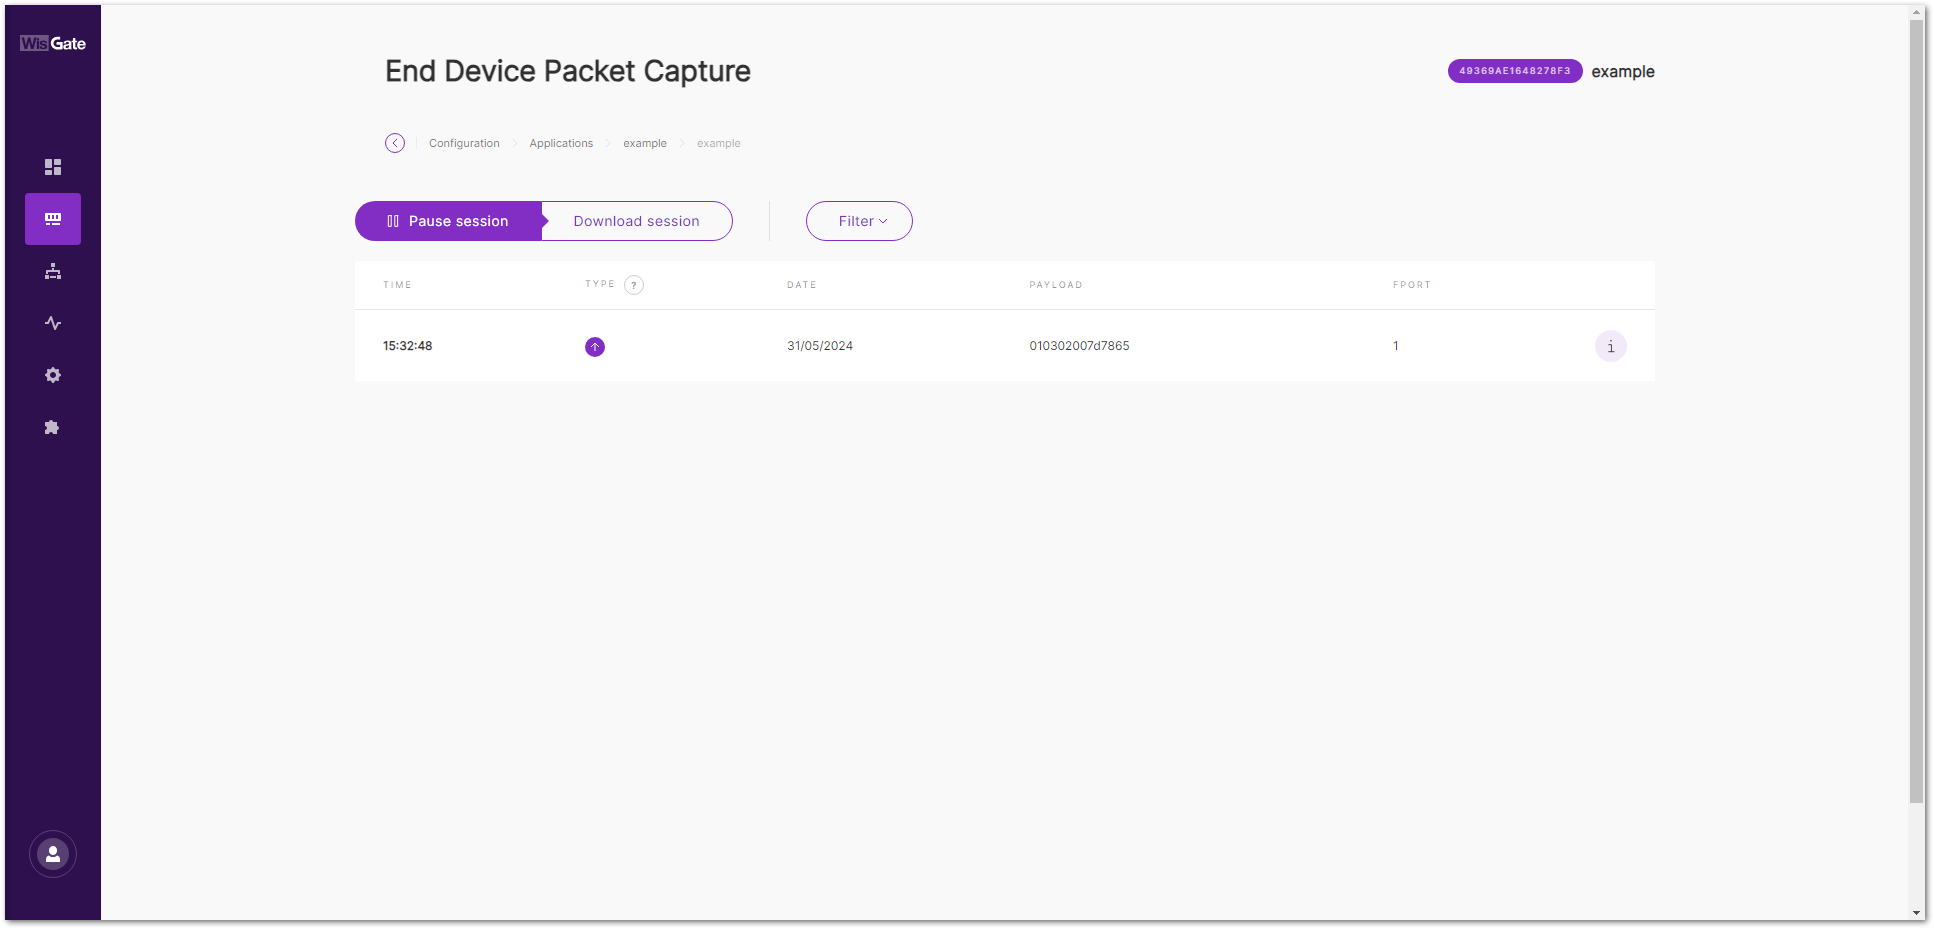 WisGate
End Device Packet Capture
49369AE1648278F3 example
Configuration Applications example example
Pause session Download session Filter
TIME TYPE ? DATE PAYLOAD FPORT
15:32:48 31/05/2024 010302007d7865 1 i